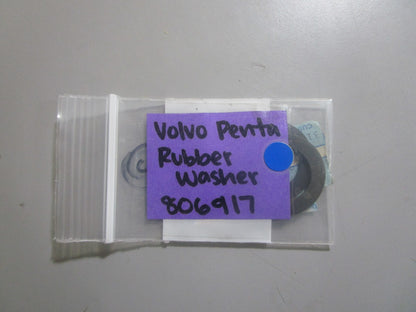 Volvo Penta
Rubber
Washer
806917